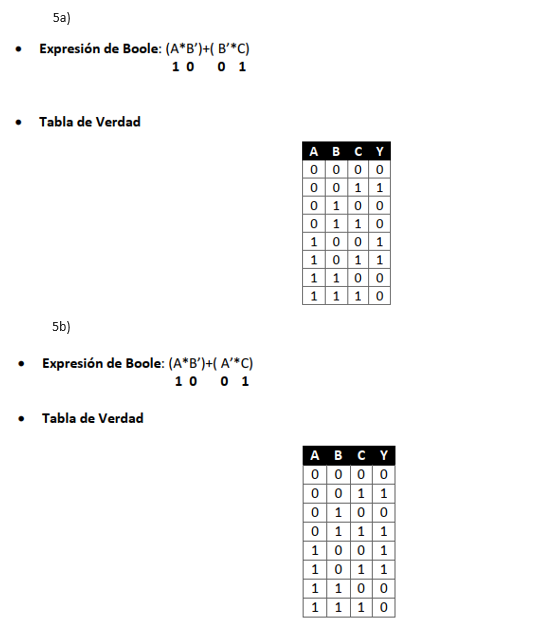 5a)
• Expresión de Boole: (A*B’)+( B’*C)
1 0 0 1
• Tabla de Verdad
A B C Y
0 0 0 0
0 0 1 1
0 1 0 0
0 1 1 0
1 0 0 1
1 0 1 1
1 1 0 0
1 1 1 0
5b)
• Expresión de Boole: (A*B’)+( A’*C)
1 0 0 1
• Tabla de Verdad
A B C Y
0 0 0 0
0 0 1 1
0 1 0 0
0 1 1 1
1 0 0 1
1 0 1 1
1 1 0 0
1 1 1 0